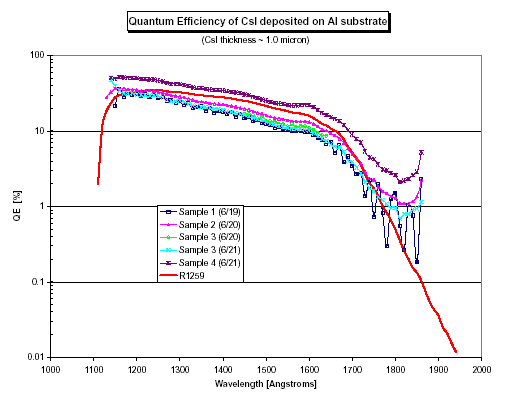 Quantum Efficiency of CsI deposited on Al substrate
(CsI thickness ~ 1.0 micron)
100
10
1
0.1
0.01
QE [%]
Sample 1 (6/19)
Sample 2 (6/20)
Sample 3 (6/20)
Sample 3 (6/21)
Sample 4 (6/21)
R1259
1000 1100 1200 1300 1400 1500 1600 1700 1800 1900 2000
Wavelength [Angstroms]